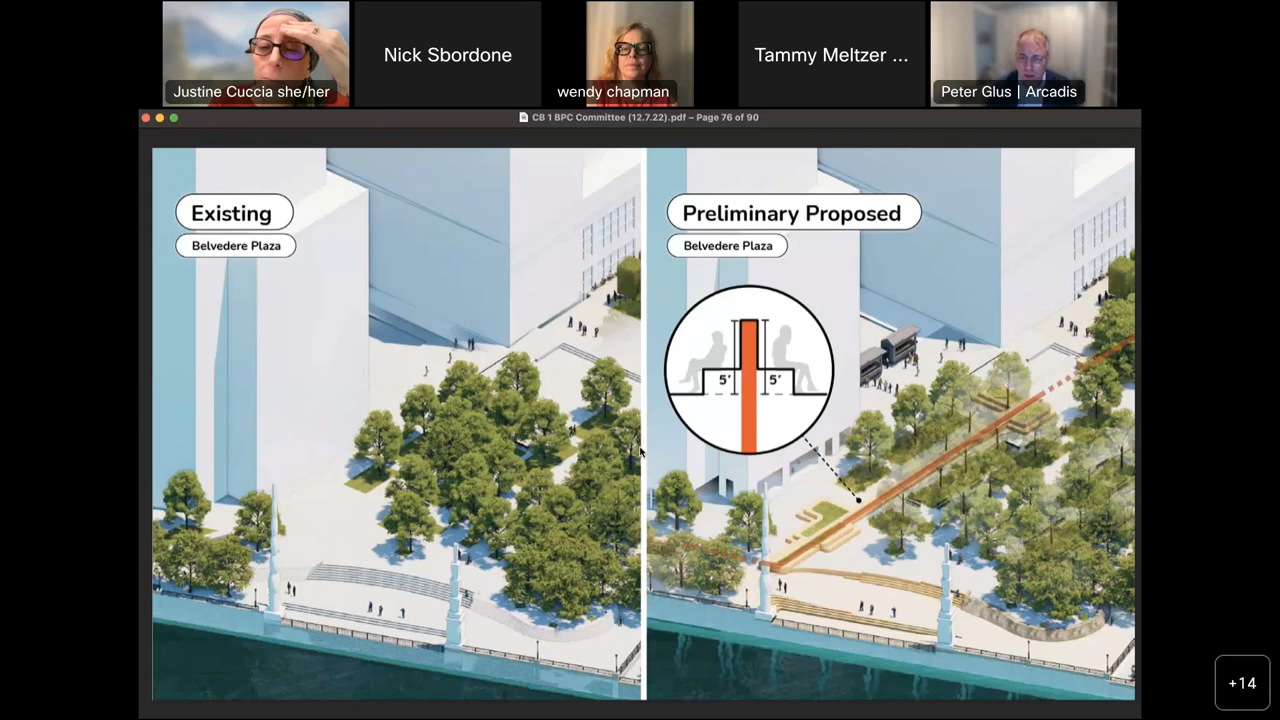 Justine Cuccia she/her
Nick Sbordone
wendy chapman
Tammy Meltzer ...
Peter Glus | Arcadis
CB 1 BPC Committee (12.7.22).pdf – Page 76 of 90
Existing
Belvedere Plaza
Preliminary Proposed
Belvedere Plaza
5' 5'
+14